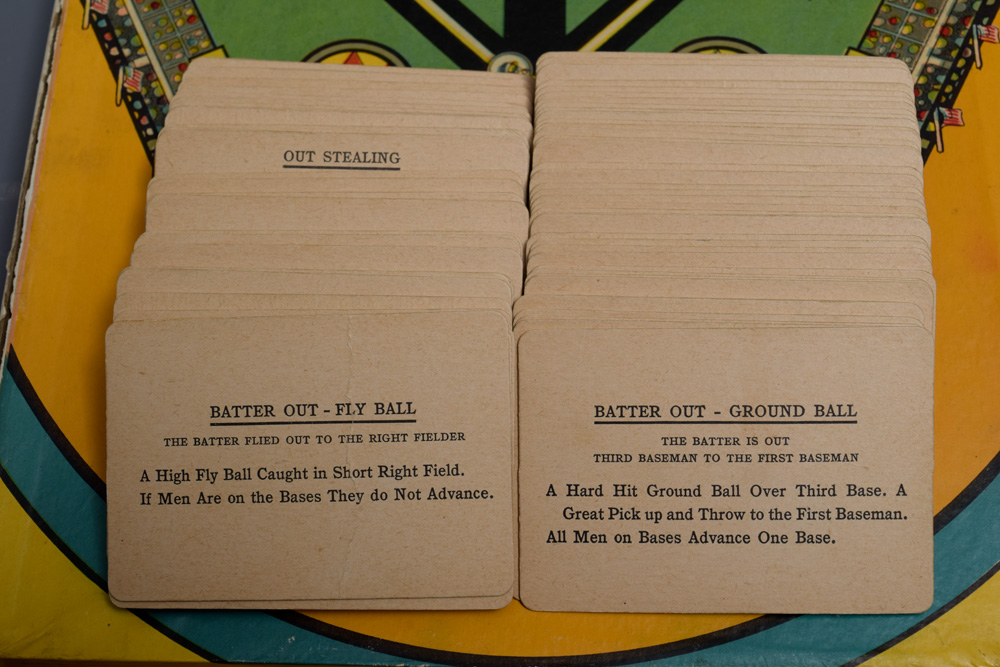 OUT STEALING
BATTER OUT - FLY BALL
THE BATTER FLIED OUT TO THE RIGHT FIELDER
A High Fly Ball Caught in Short Right Field.
If Men Are on the Bases They do Not Advance.
BATTER OUT - GROUND BALL
THE BATTER IS OUT
THIRD BASEMAN TO THE FIRST BASEMAN
A Hard Hit Ground Ball Over Third Base. A
Great Pick up and Throw to the First Baseman.
All Men on Bases Advance One Base.